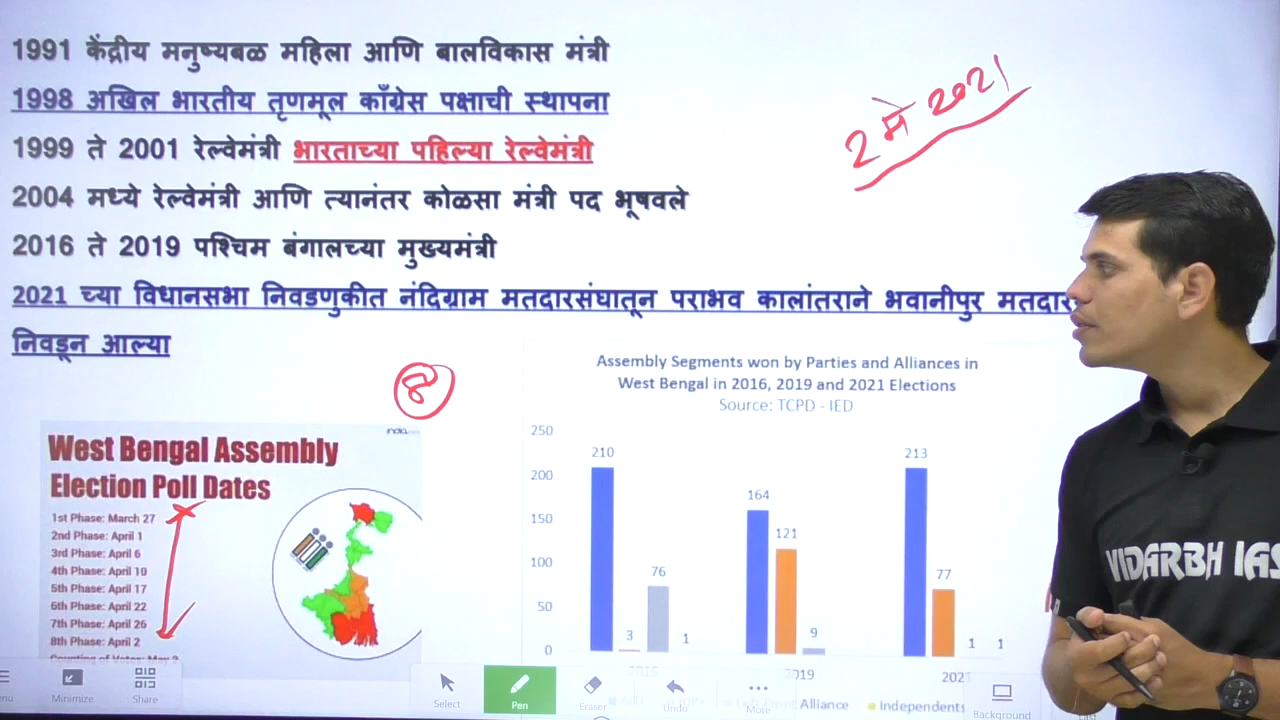 1991 केंद्रीय मनुष्यबळ महिला आणि बालविकास मंत्री
1998 अखिल भारतीय तृणमूल काँग्रेस पक्षाची स्थापना
1999 ते 2001 रेल्वेमंत्री भारताच्या पहिल्या रेल्वेमंत्री
2004 मध्ये रेल्वेमंत्री आणि त्यानंतर कोळसा मंत्री पद भूषवले
2016 ते 2019 पश्चिम बंगालच्या मुख्यमंत्री
2021 च्या विधानसभा निवडणुकीत नंदिग्राम मतदारसंघातून पराभव कालांतराने भवानीपुर
निवडून आल्या
2 मे 2021
8
West Bengal Assembly
Election Poll Dates
1st Phase: March 27
2nd Phase: April 1
3rd Phase: April 6
4th Phase: April 10
5th Phase: April 17
6th Phase: April 22
7th Phase: April 26
8th Phase: April 2
Assembly Segments won by Parties and Alliances in
West Bengal in 2016, 2019 and 2021 Elections
Source: TCPD - IED
250
200
150
100
50
0
210
3
76
1
164
121
9
213
77
1
1
2016 2019 2021
Alliance Independents
VIDARBH IAS
Minimize Share Select Pen Eraser Undo More Background